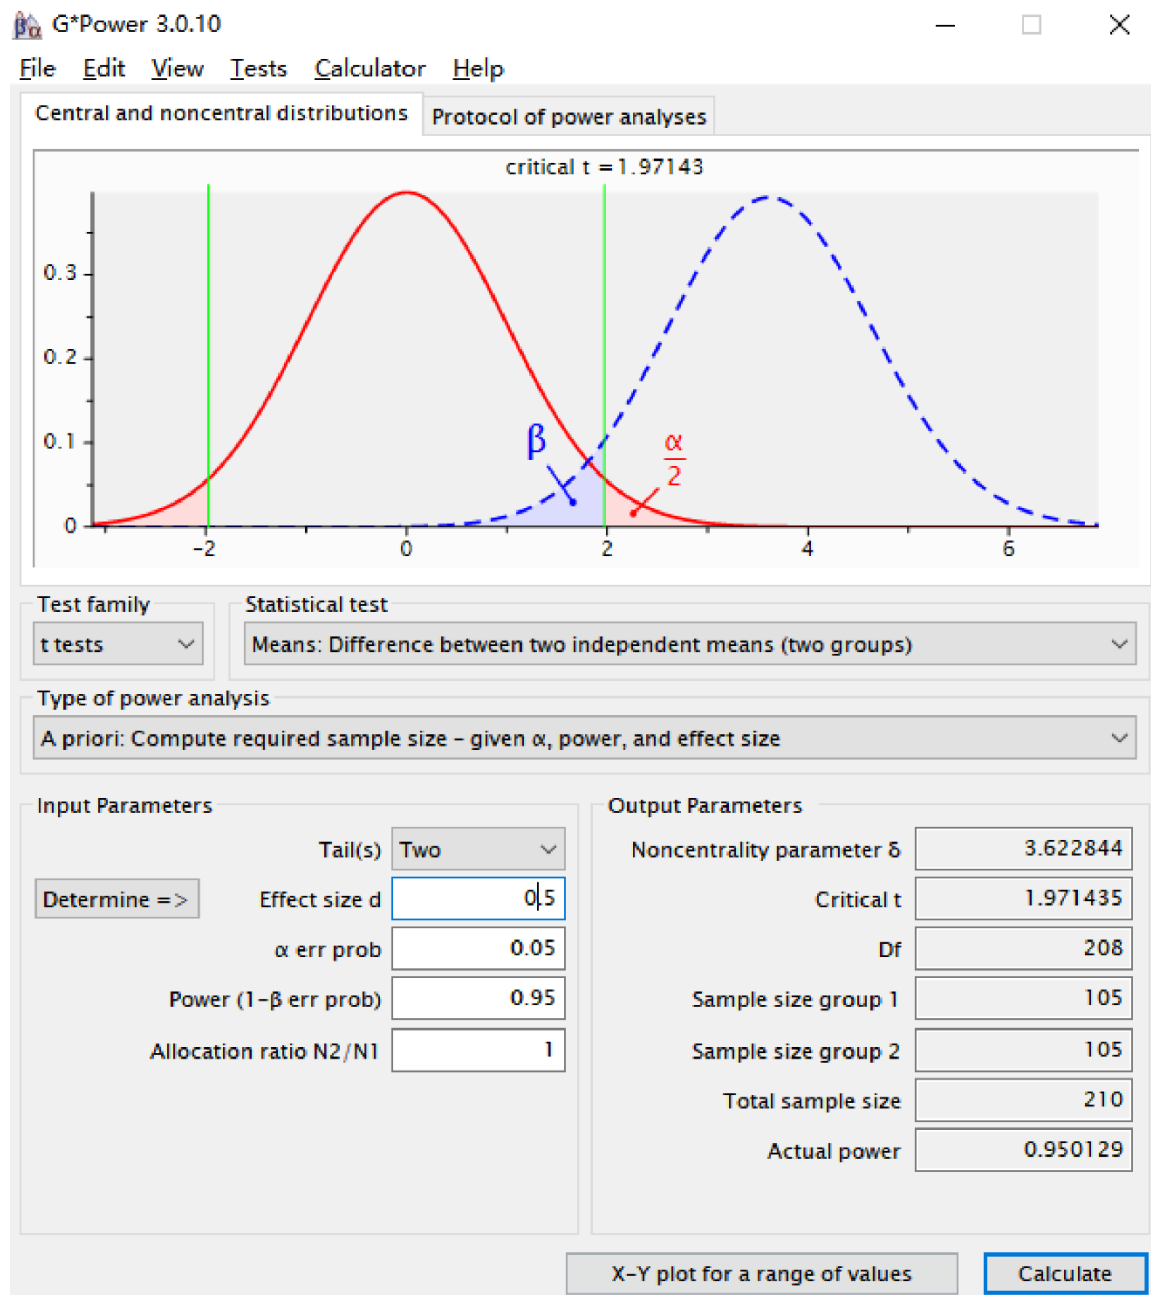 G*Power 3.0.10
File Edit View Tests Calculator Help
Central and noncentral distributions Protocol of power analyses
critical t = 1.97143
0.3
0.2
0.1
0
β
α
2
-2 0 2 4 6
Test family Statistical test
t tests Means: Difference between two independent means (two groups)
Type of power analysis
A priori: Compute required sample size – given α, power, and effect size
Input Parameters Output Parameters
Tail(s) Two Noncentrality parameter δ 3.622844
Determine => Effect size d 0.5 Critical t 1.971435
α err prob 0.05 Df 208
Power (1-β err prob) 0.95 Sample size group 1 105
Allocation ratio N2/N1 1 Sample size group 2 105
Total sample size 210
Actual power 0.950129
X-Y plot for a range of values Calculate